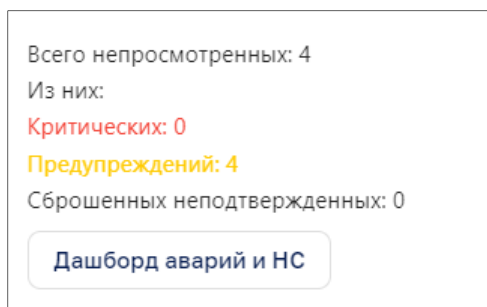 Всего непросмотренных: 4
Из них:
Критических: 0
Предупреждений: 4
Сброшенных неподтвержденных: 0
Дашборд аварий и НС